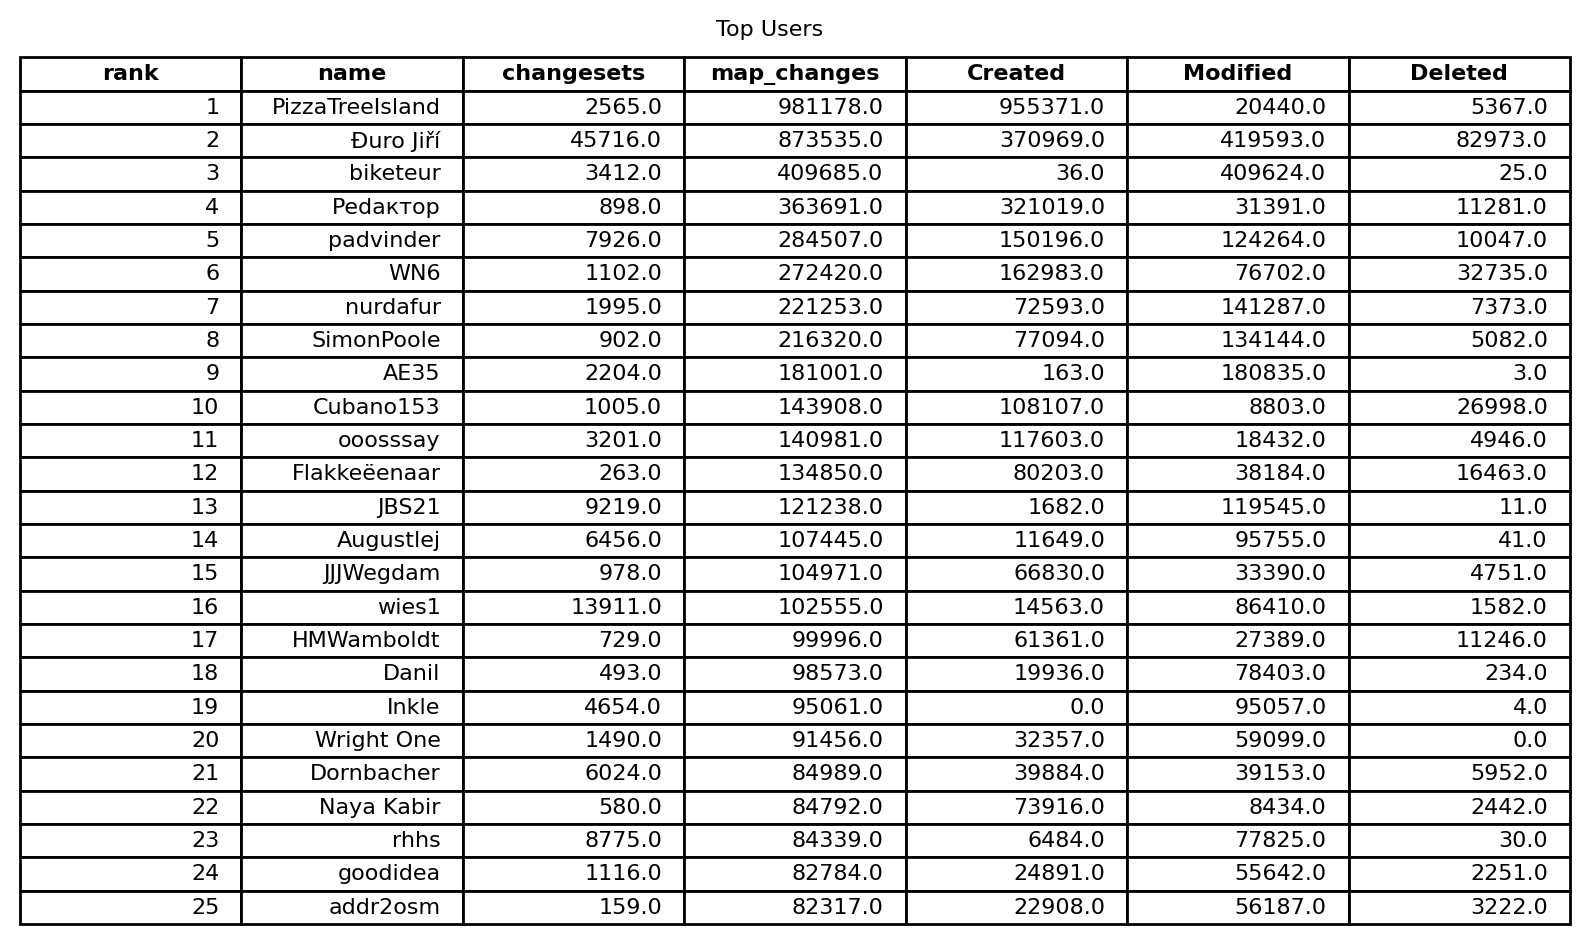 Top Users
rank name changesets map_changes Created Modified Deleted
1 PizzaTreeIsland 2565.0 981178.0 955371.0 20440.0 5367.0
2 Đuro Jiří 45716.0 873535.0 370969.0 419593.0 82973.0
3 biketeur 3412.0 409685.0 36.0 409624.0 25.0
4 Редактор 898.0 363691.0 321019.0 31391.0 11281.0
5 padvinder 7926.0 284507.0 150196.0 124264.0 10047.0
6 WN6 1102.0 272420.0 162983.0 76702.0 32735.0
7 nurdafur 1995.0 221253.0 72593.0 141287.0 7373.0
8 SimonPoole 902.0 216320.0 77094.0 134144.0 5082.0
9 AE35 2204.0 181001.0 163.0 180835.0 3.0
10 Cubano153 1005.0 143908.0 108107.0 8803.0 26998.0
11 ooosssay 3201.0 140981.0 117603.0 18432.0 4946.0
12 Flakkeëenaar 263.0 134850.0 80203.0 38184.0 16463.0
13 JBS21 9219.0 121238.0 1682.0 119545.0 11.0
14 Augustlej 6456.0 107445.0 11649.0 95755.0 41.0
15 JJJWegdam 978.0 104971.0 66830.0 33390.0 4751.0
16 wies1 13911.0 102555.0 14563.0 86410.0 1582.0
17 HMWamboldt 729.0 99996.0 61361.0 27389.0 11246.0
18 Danil 493.0 98573.0 19936.0 78403.0 234.0
19 Inkle 4654.0 95061.0 0.0 95057.0 4.0
20 Wright One 1490.0 91456.0 32357.0 59099.0 0.0
21 Dornbacher 6024.0 84989.0 39884.0 39153.0 5952.0
22 Naya Kabir 580.0 84792.0 73916.0 8434.0 2442.0
23 rhhs 8775.0 84339.0 6484.0 77825.0 30.0
24 goodidea 1116.0 82784.0 24891.0 55642.0 2251.0
25 addr2osm 159.0 82317.0 22908.0 56187.0 3222.0